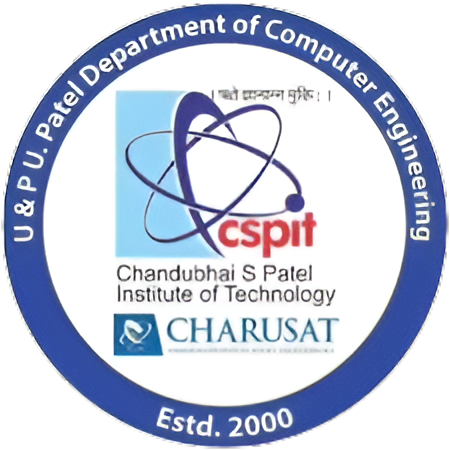 U & P U. Patel Department of Computer Engineering
cspit
Chandubhai S Patel
Institute of Technology
CHARUSAT
Estd. 2000